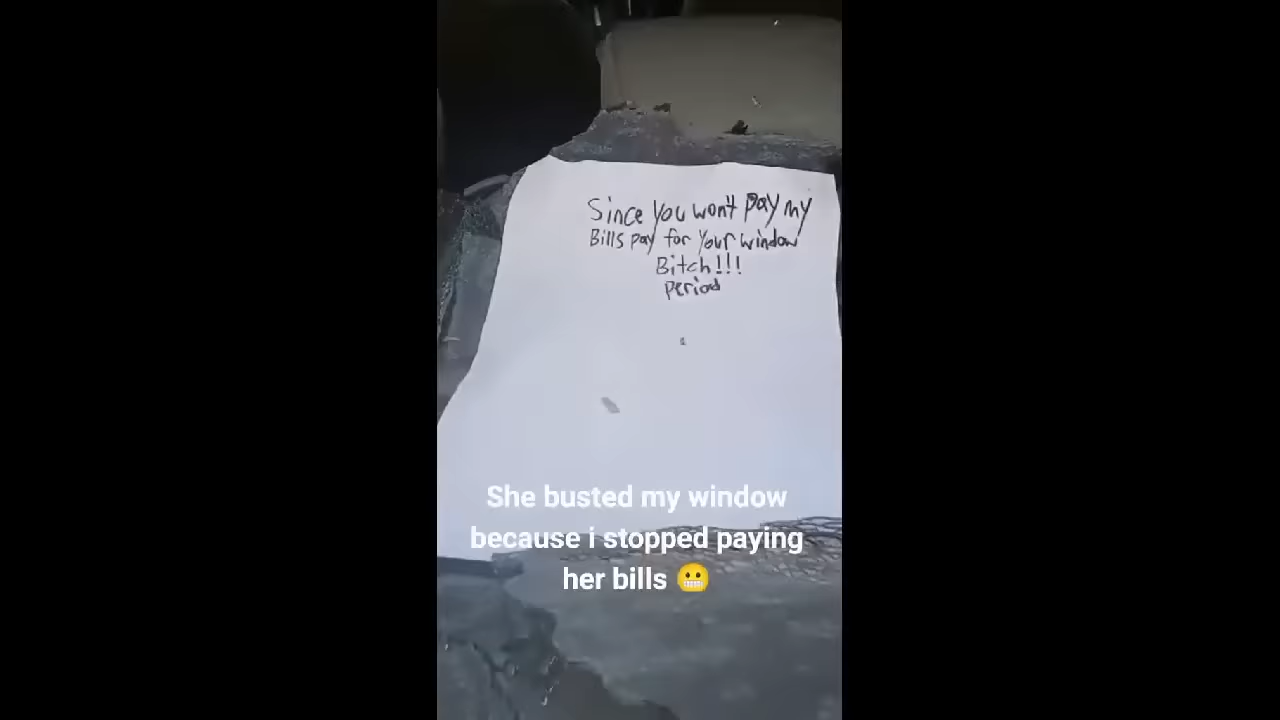 Since you won't pay my
Bills pay for your window
Bitch!!!
Period
She busted my window
because i stopped paying
her bills 😬